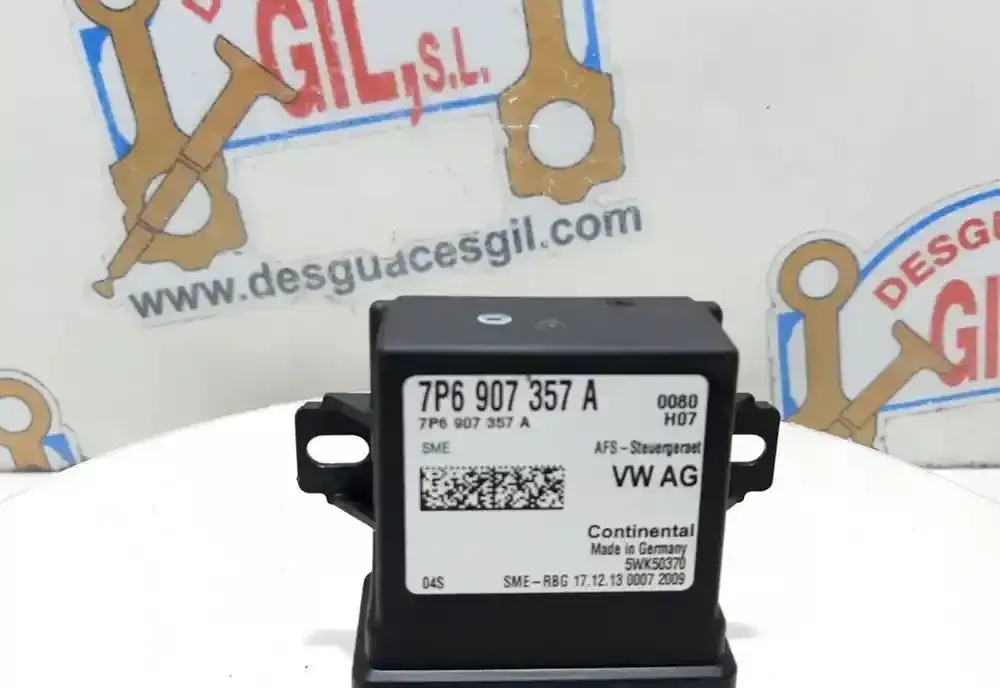 GIL, S.L.
www.desguacesgil.com
DESGU
GI
7P6 907 357 A
7P6 907 357 A
0080
H07
SME
AFS-Steuergeraet
VW AG
Continental
Made in Germany
5WK50370
04S
SME-RBG 17.12.13 0007 2009